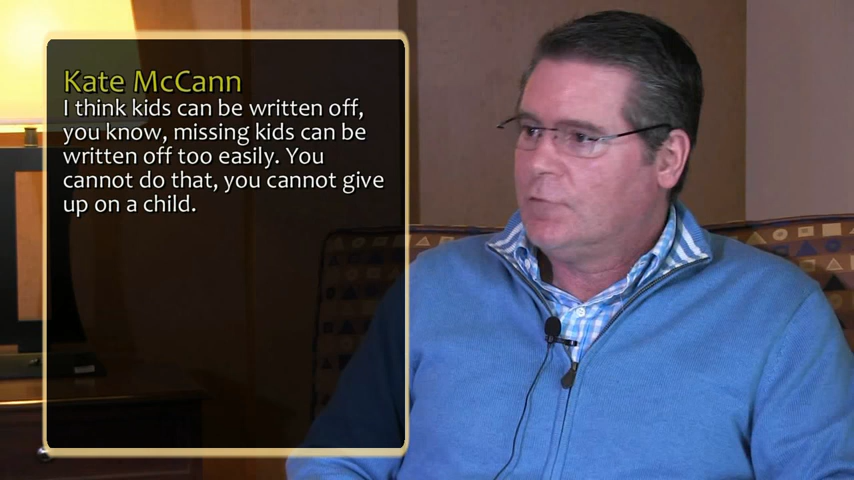 Kate McCann
I think kids can be written off,
you know, missing kids can be
written off too easily. You
cannot do that, you cannot give
up on a child.